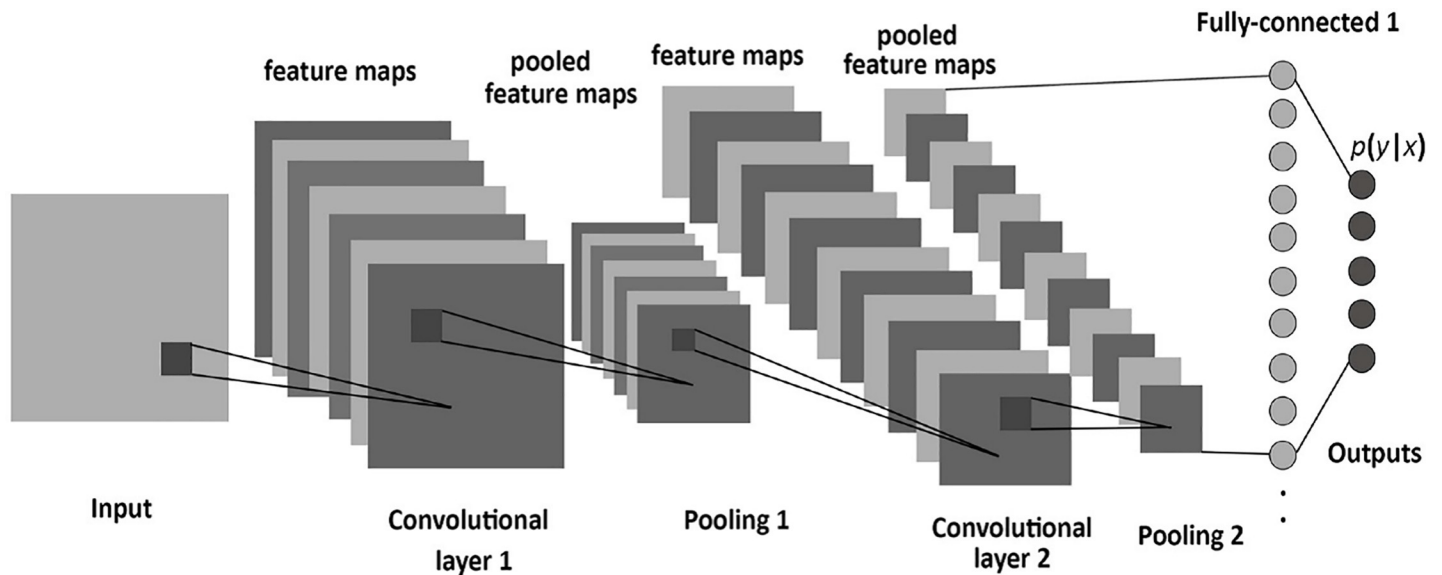 Fully-connected 1
feature maps
pooled
feature maps
feature maps
pooled
feature maps
p(y|x)
Input
Convolutional
layer 1
Pooling 1
Convolutional
layer 2
Pooling 2
Outputs